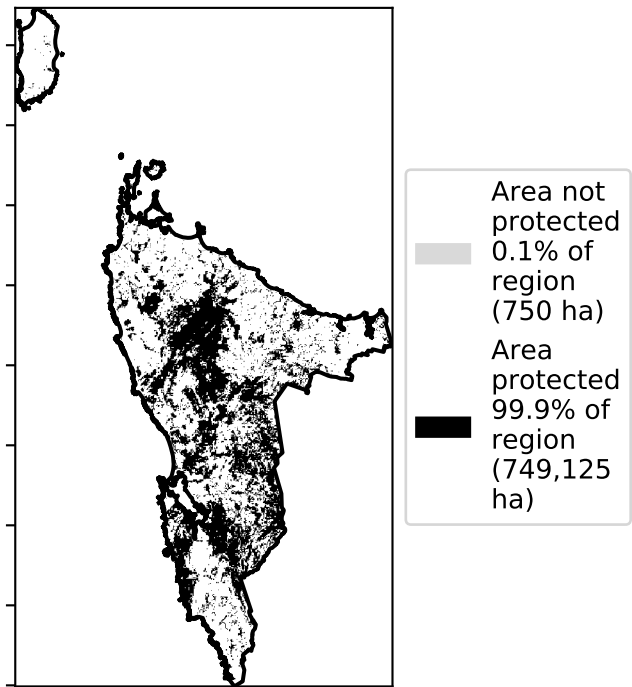 Area not
protected
0.1% of
region
(750 ha)
Area
protected
99.9% of
region
(749,125
ha)